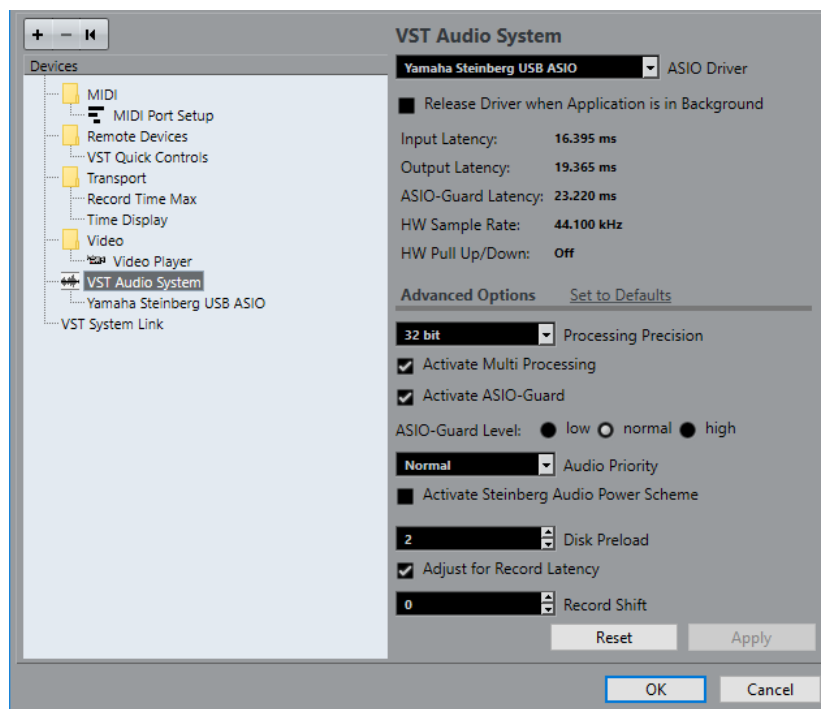 Devices
MIDI
MIDI Port Setup
Remote Devices
VST Quick Controls
Transport
Record Time Max
Time Display
Video
Video Player
VST Audio System
Yamaha Steinberg USB ASIO
VST System Link
VST Audio System
Yamaha Steinberg USB ASIO ASIO Driver
Release Driver when Application is in Background
Input Latency: 16.395 ms
Output Latency: 19.365 ms
ASIO-Guard Latency: 23.220 ms
HW Sample Rate: 44.100 kHz
HW Pull Up/Down: Off
Advanced Options Set to Defaults
32 bit Processing Precision
Activate Multi Processing
Activate ASIO-Guard
ASIO-Guard Level: low normal high
Normal Audio Priority
Activate Steinberg Audio Power Scheme
2 Disk Preload
Adjust for Record Latency
0 Record Shift
Reset Apply
OK Cancel